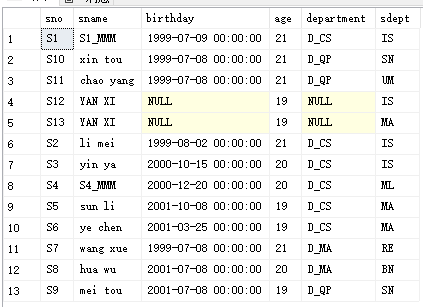 sno sname birthday age department sdept
1 S1 S1_MMM 1999-07-09 00:00:00 21 D_CS IS
2 S10 xin tou 1999-07-08 00:00:00 21 D_QP SN
3 S11 chao yang 1999-07-08 00:00:00 21 D_QP UM
4 S12 YAN XI NULL 19 NULL IS
5 S13 YAN XI NULL 19 NULL MA
6 S2 li mei 1999-08-02 00:00:00 21 D_CS IS
7 S3 yin ya 2000-10-15 00:00:00 20 D_CS IS
8 S4 S4_MMM 2000-12-20 00:00:00 20 D_CS ML
9 S5 sun li 2001-10-08 00:00:00 19 D_CS MA
10 S6 ye chen 2001-03-25 00:00:00 19 D_CS MA
11 S7 wang xue 1999-07-08 00:00:00 21 D_MA RE
12 S8 hua wu 2001-07-08 00:00:00 20 D_MA BN
13 S9 mei tou 2001-07-08 00:00:00 19 D_QP SN